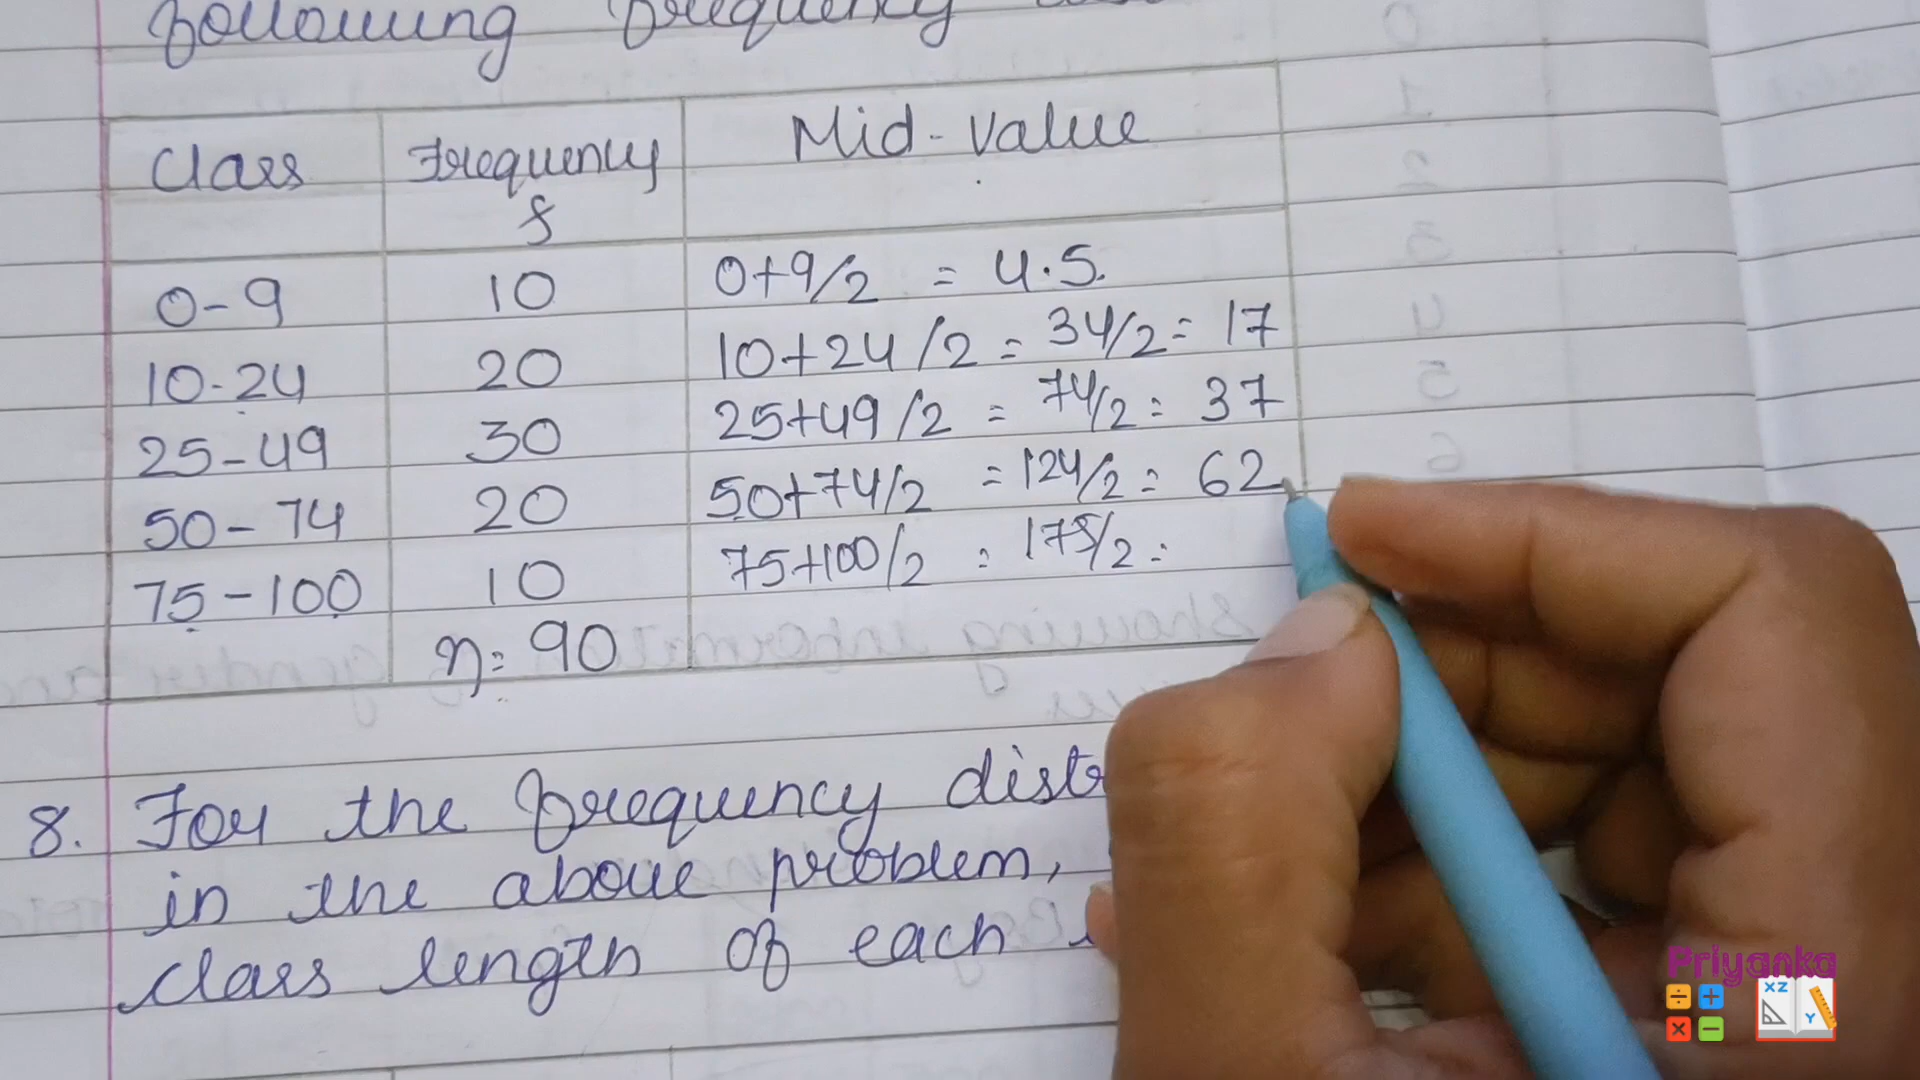 following frequency
Class Frequency Mid-Value
f
0-9 10 0+9/2 = 4.5
10-24 20 10+24/2 = 34/2 = 17
25-49 30 25+49/2 = 74/2 = 37
50-74 20 50+74/2 = 124/2 = 62
75-100 10 75+100/2 = 175/2 =
n = 90
8. For the frequency distr
in the above problem,
class length of each
Priyanka
XZ
Y